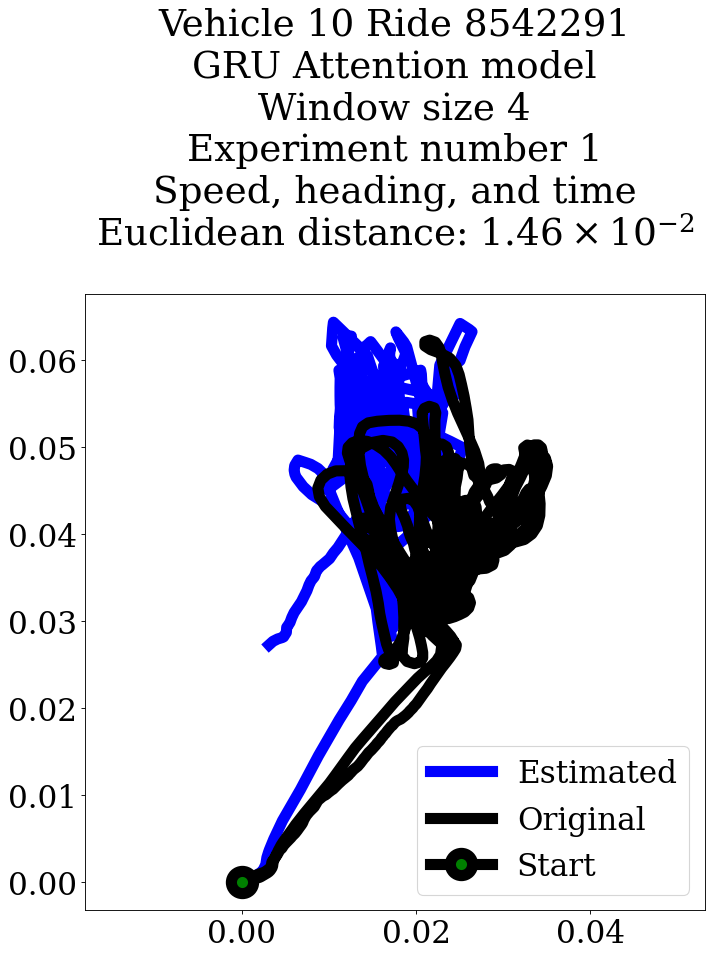 Vehicle 10 Ride 8542291
GRU Attention model
Window size 4
Experiment number 1
Speed, heading, and time
Euclidean distance: 1.46 × 10⁻²
0.06
0.05
0.04
0.03
0.02
0.01
0.00
0.00 0.02 0.04
Estimated
Original
Start